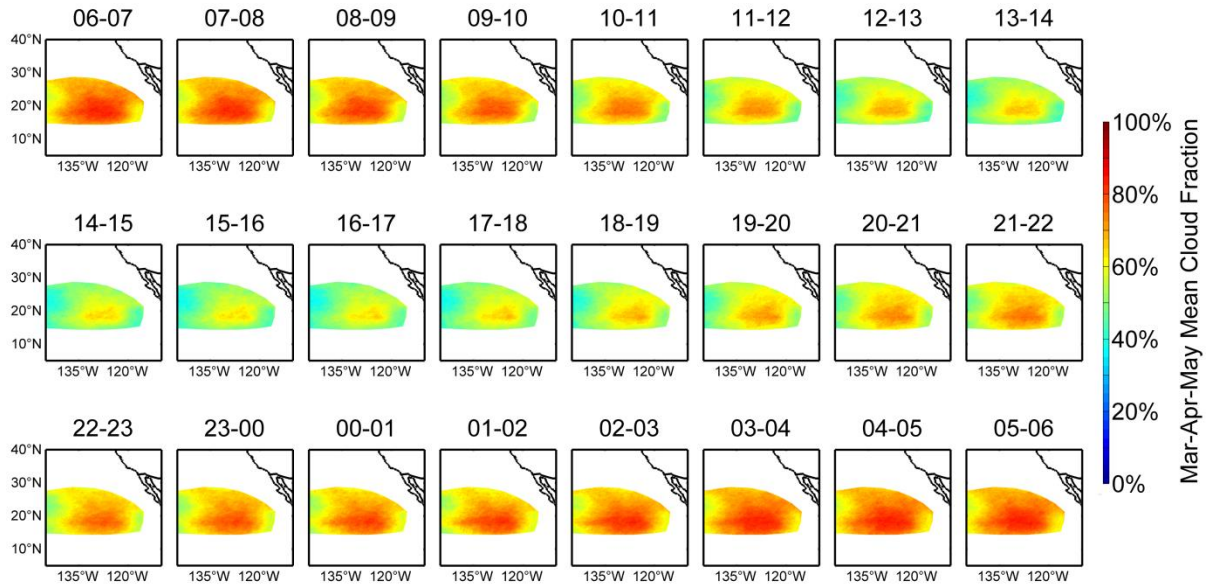 06-07 07-08 08-09 09-10 10-11 11-12 12-13 13-14
40°N
30°N
20°N
10°N
135°W 120°W 135°W 120°W 135°W 120°W 135°W 120°W 135°W 120°W 135°W 120°W 135°W 120°W 135°W 120°W
14-15 15-16 16-17 17-18 18-19 19-20 20-21 21-22
40°N
30°N
20°N
10°N
135°W 120°W 135°W 120°W 135°W 120°W 135°W 120°W 135°W 120°W 135°W 120°W 135°W 120°W 135°W 120°W
22-23 23-00 00-01 01-02 02-03 03-04 04-05 05-06
40°N
30°N
20°N
10°N
135°W 120°W 135°W 120°W 135°W 120°W 135°W 120°W 135°W 120°W 135°W 120°W 135°W 120°W 135°W 120°W
100%
80%
60%
40%
20%
0%
Mar-Apr-May Mean Cloud Fraction